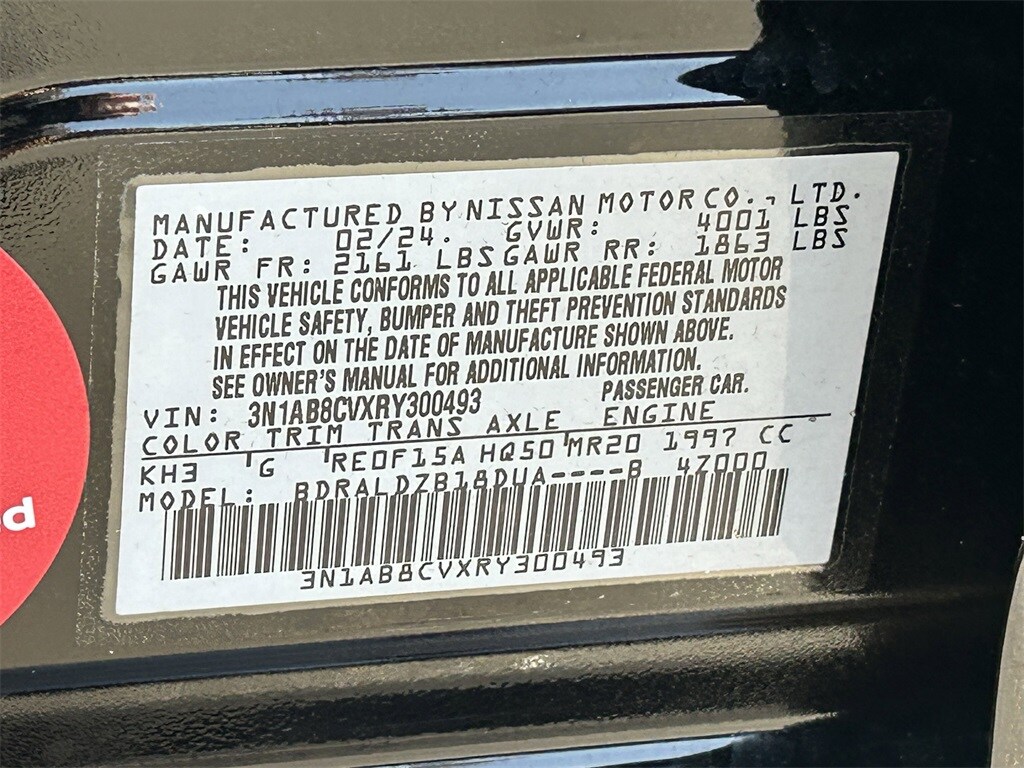 MANUFACTURED BY NISSAN MOTOR CO., LTD.
DATE: 02/24. GVWR: 4001 LBS
GAWR FR: 2161 LBS GAWR RR: 1863 LBS
THIS VEHICLE CONFORMS TO ALL APPLICABLE FEDERAL MOTOR
VEHICLE SAFETY, BUMPER AND THEFT PREVENTION STANDARDS
IN EFFECT ON THE DATE OF MANUFACTURE SHOWN ABOVE.
SEE OWNER'S MANUAL FOR ADDITIONAL INFORMATION.
VIN: 3N1AB8CVXRY300493 PASSENGER CAR.
COLOR TRIM TRANS AXLE ENGINE
KH3 'G 'RE0F15A HQ50'MR20 1997 CC
MODEL: BDRALDZB18DUA----B 47000
3N1AB8CVXRY300493